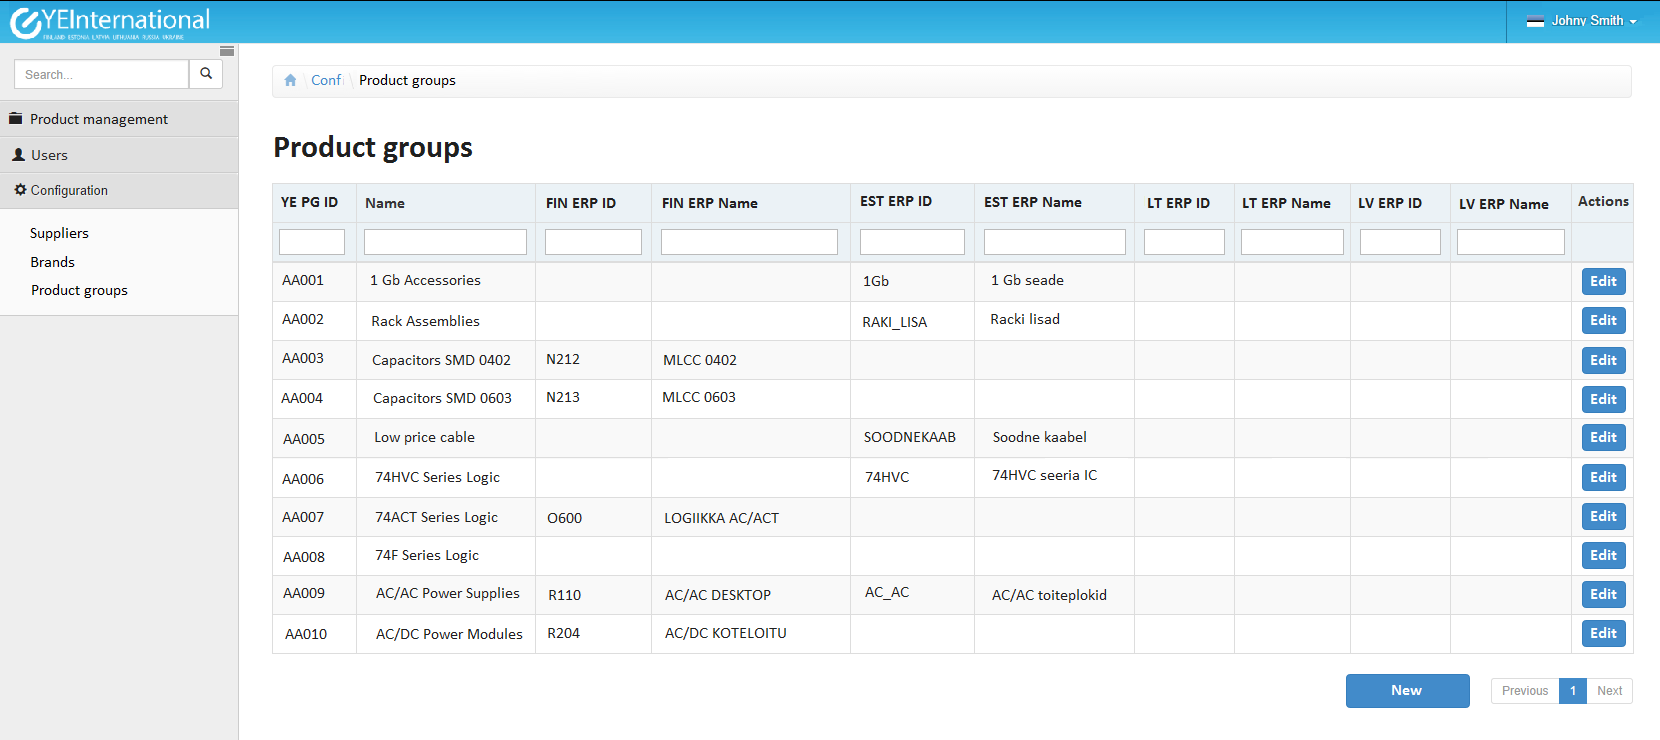 YEInternational
FINLAND ESTONIA LATVIA LITHUANIA RUSSIA UKRAINE
Johny Smith
Search...
Product management
Users
Configuration
Suppliers
Brands
Product groups
Conf Product groups
Product groups
YE PG ID Name FIN ERP ID FIN ERP Name EST ERP ID EST ERP Name LT ERP ID LT ERP Name LV ERP ID LV ERP Name Actions
AA001 1 Gb Accessories 1Gb 1 Gb seade Edit
AA002 Rack Assemblies RAKI_LISA Racki lisad Edit
AA003 Capacitors SMD 0402 N212 MLCC 0402 Edit
AA004 Capacitors SMD 0603 N213 MLCC 0603 Edit
AA005 Low price cable SOODNEKAAB Soodne kaabel Edit
AA006 74HVC Series Logic 74HVC 74HVC seeria IC Edit
AA007 74ACT Series Logic O600 LOGIIKKA AC/ACT Edit
AA008 74F Series Logic Edit
AA009 AC/AC Power Supplies R110 AC/AC DESKTOP AC_AC AC/AC toiteplokid Edit
AA010 AC/DC Power Modules R204 AC/DC KOTELOITU Edit
New Previous 1 Next